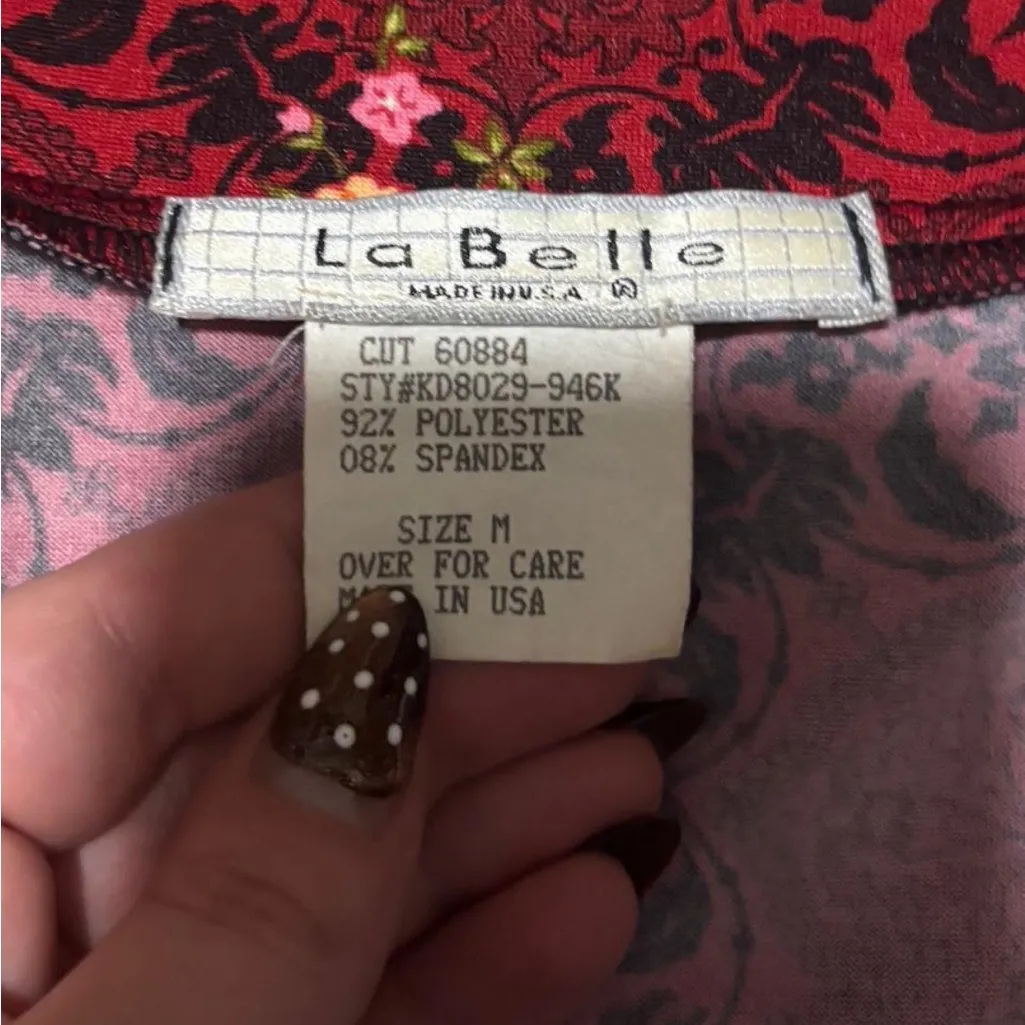 La Belle
MADE IN U.S.A ®
CUT 60884
STY#KD8029-946K
92% POLYESTER
08% SPANDEX
SIZE M
OVER FOR CARE
IN USA